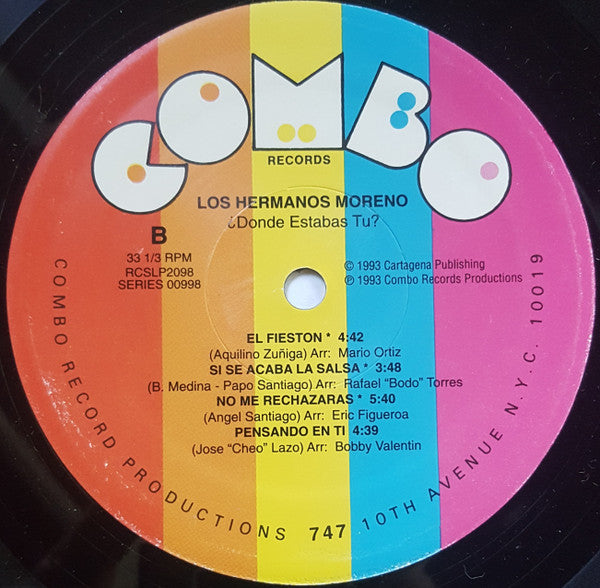 COMBO
RECORDS
LOS HERMANOS MORENO
¿Donde Estabas Tu?
B
33 1/3 RPM
RCSLP2098
SERIES 00998
© 1993 Cartagena Publishing
℗ 1993 Combo Records Productions
EL FIESTON * 4:42
(Aquilino Zuñiga) Arr: Mario Ortiz
SI SE ACABA LA SALSA * 3:48
(B. Medina - Papo Santiago) Arr: Rafael "Bodo" Torres
NO ME RECHAZARAS * 5:40
(Angel Santiago) Arr: Eric Figueroa
PENSANDO EN TI 4:39
(Jose "Cheo" Lazo) Arr: Bobby Valentin
COMBO RECORD PRODUCTIONS 747 10TH AVENUE N.Y.C. 10019